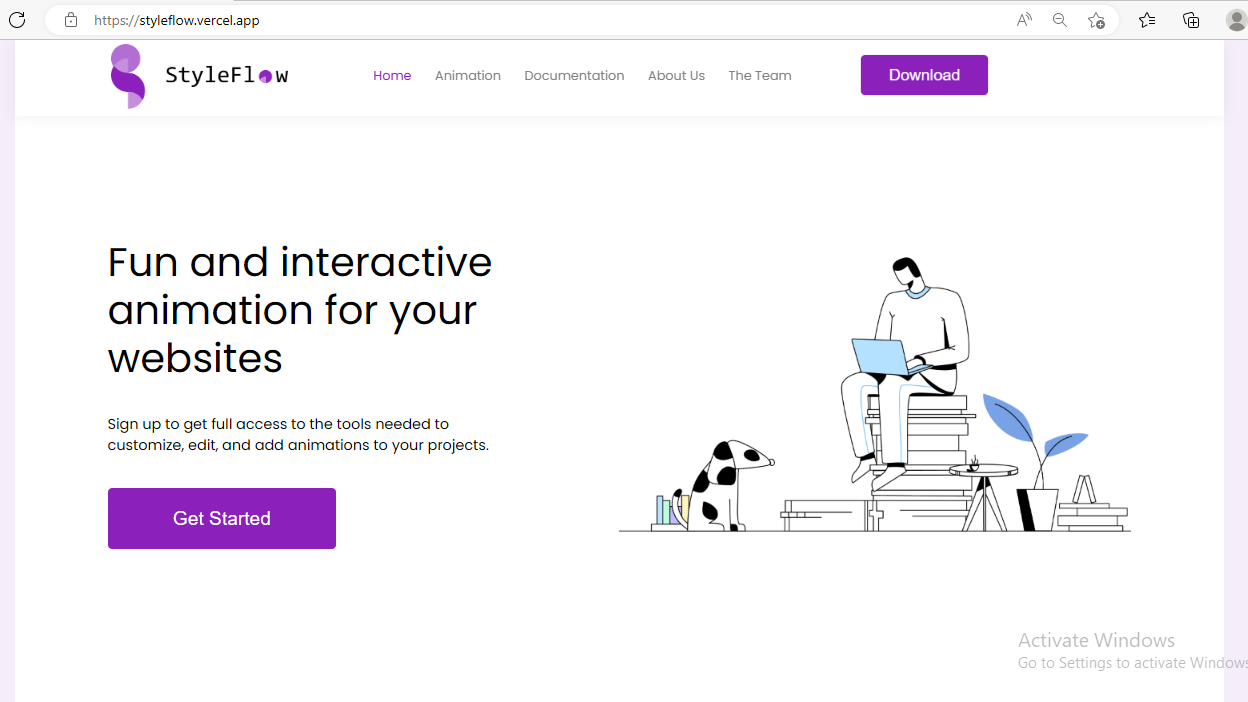 https://styleflow.vercel.app
StyleFlow
Home Animation Documentation About Us The Team
Download
Fun and interactive
animation for your
websites
Sign up to get full access to the tools needed to
customize, edit, and add animations to your projects.
Get Started
Activate Windows
Go to Settings to activate Windows